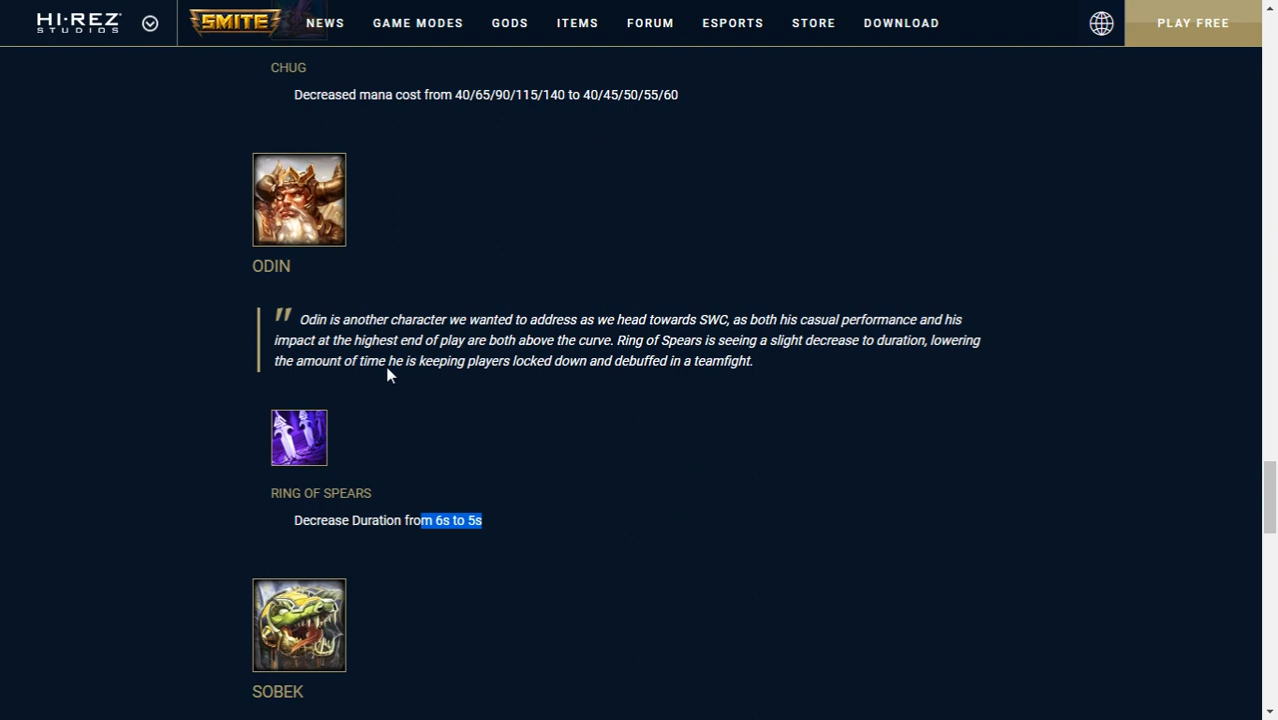 HI-REZ
STUDIOS
SMITE
NEWS
GAME MODES
GODS
ITEMS
FORUM
ESPORTS
STORE
DOWNLOAD
PLAY FREE
CHUG
Decreased mana cost from 40/65/90/115/140 to 40/45/50/55/60
ODIN
" Odin is another character we wanted to address as we head towards SWC, as both his casual performance and his
impact at the highest end of play are both above the curve. Ring of Spears is seeing a slight decrease to duration, lowering
the amount of time he is keeping players locked down and debuffed in a teamfight.
RING OF SPEARS
Decrease Duration from 6s to 5s
SOBEK